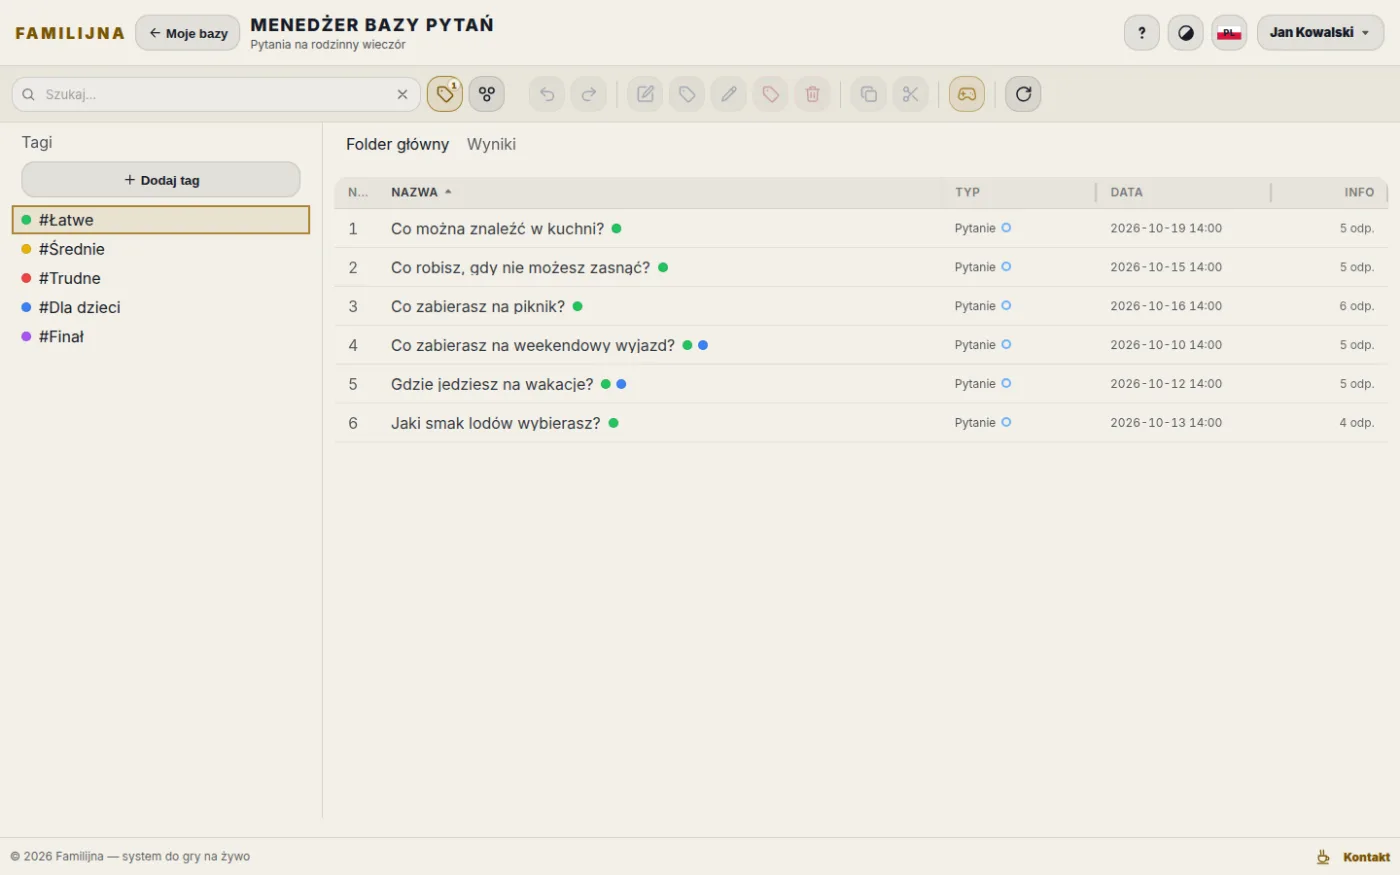 FAMILIJNA
← Moje bazy
MENEDŻER BAZY PYTAŃ
Pytania na rodzinny wieczór
?
PL
Jan Kowalski
Szukaj...
1
Tagi
+ Dodaj tag
#Łatwe
#Średnie
#Trudne
#Dla dzieci
#Finał
Folder główny Wyniki
N... NAZWA TYP DATA INFO
1 Co można znaleźć w kuchni? Pytanie 2026-10-19 14:00 5 odp.
2 Co robisz, gdy nie możesz zasnąć? Pytanie 2026-10-15 14:00 5 odp.
3 Co zabierasz na piknik? Pytanie 2026-10-16 14:00 6 odp.
4 Co zabierasz na weekendowy wyjazd? Pytanie 2026-10-10 14:00 5 odp.
5 Gdzie jedziesz na wakacje? Pytanie 2026-10-12 14:00 5 odp.
6 Jaki smak lodów wybierasz? Pytanie 2026-10-13 14:00 4 odp.
© 2026 Familijna — system do gry na żywo
Kontakt